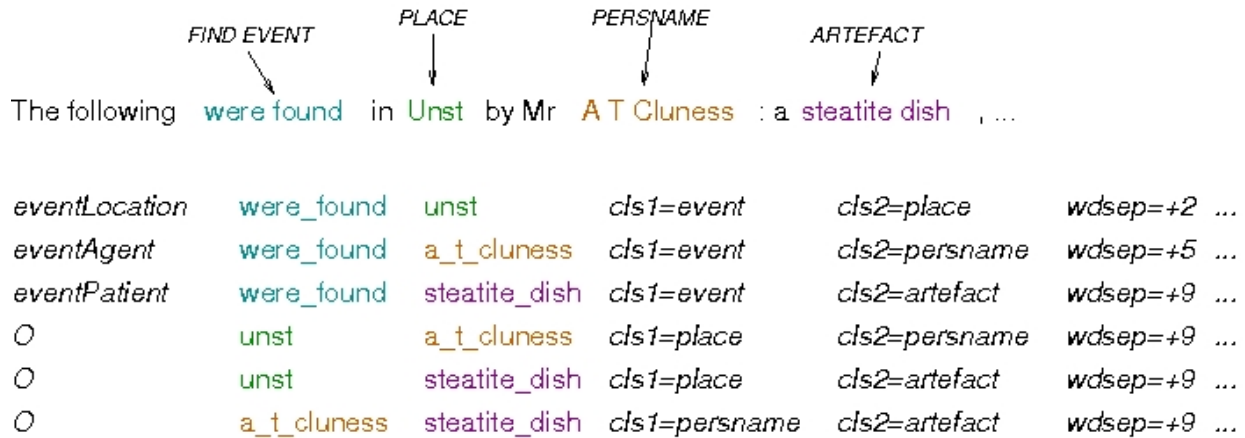 FIND EVENT PLACE PERSNAME ARTEFACT
The following were found in Unst by Mr A T Cluness : a steatite dish , ...
eventLocation were_found unst cls1=event cls2=place wdsep=+2 ...
eventAgent were_found a_t_cluness cls1=event cls2=persname wdsep=+5 ...
eventPatient were_found steatite_dish cls1=event cls2=artefact wdsep=+9 ...
O unst a_t_cluness cls1=place cls2=persname wdsep=+9 ...
O unst steatite_dish cls1=place cls2=artefact wdsep=+9 ...
O a_t_cluness steatite_dish cls1=persname cls2=artefact wdsep=+9 ...